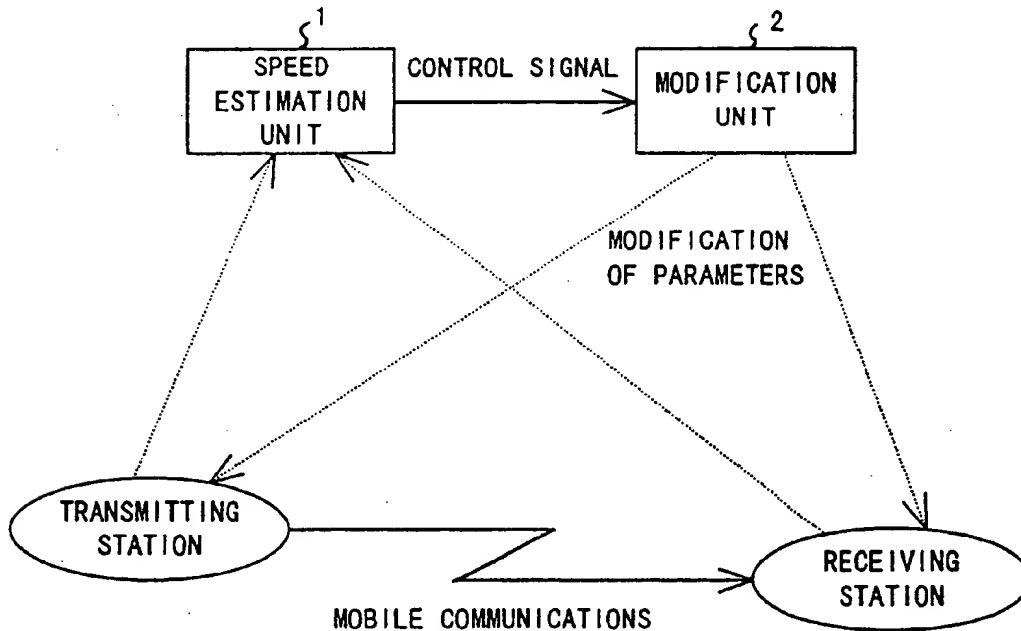 1
SPEED
ESTIMATION
UNIT
CONTROL SIGNAL
2
MODIFICATION
UNIT
MODIFICATION
OF PARAMETERS
TRANSMITTING
STATION
RECEIVING
STATION
MOBILE COMMUNICATIONS